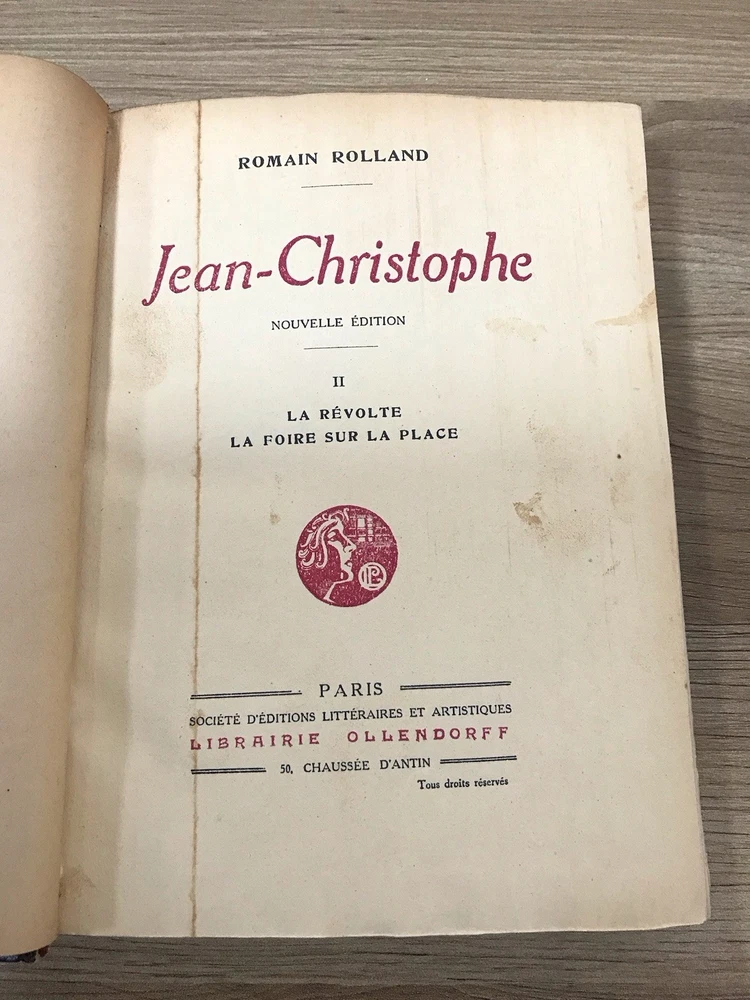 ROMAIN ROLLAND
Jean-Christophe
NOUVELLE ÉDITION
II
LA RÉVOLTE
LA FOIRE SUR LA PLACE
PARIS
SOCIÉTÉ D'ÉDITIONS LITTÉRAIRES ET ARTISTIQUES
LIBRAIRIE OLLENDORFF
50, CHAUSSÉE D'ANTIN
Tous droits réservés